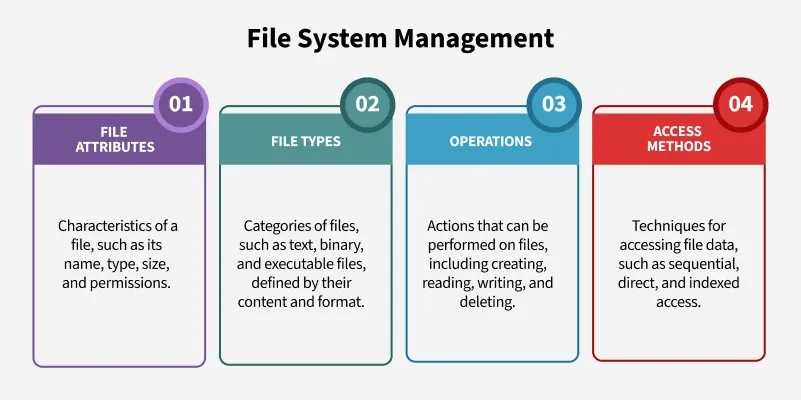 File System Management
01
FILE
ATTRIBUTES
Characteristics of a
file, such as its
name, type, size,
and permissions.
02
FILE TYPES
Categories of files,
such as text, binary,
and executable files,
defined by their
content and format.
03
OPERATIONS
Actions that can be
performed on files,
including creating,
reading, writing, and
deleting.
04
ACCESS
METHODS
Techniques for
accessing file data,
such as sequential,
direct, and indexed
access.